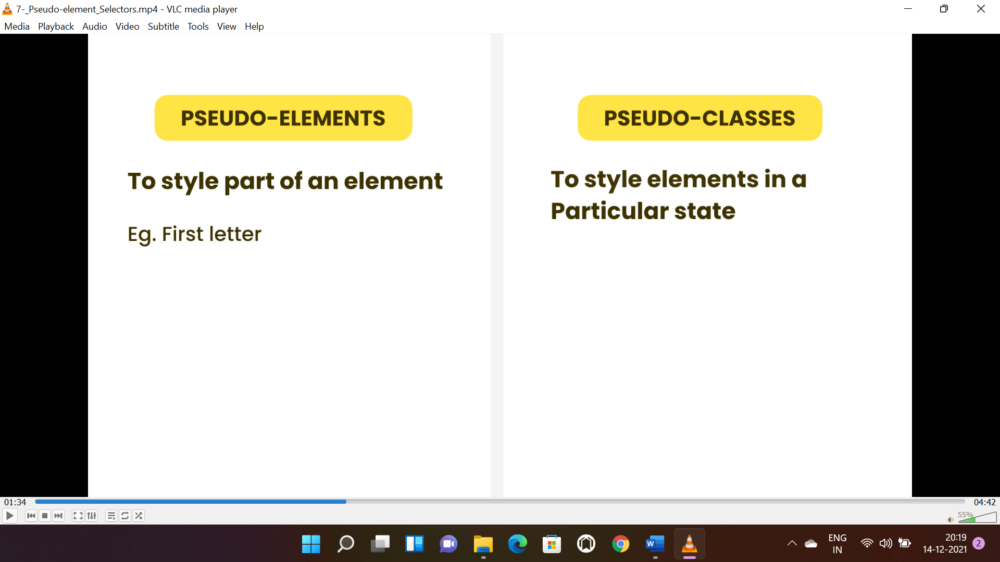 7-_Pseudo-element_Selectors.mp4 - VLC media player
Media Playback Audio Video Subtitle Tools View Help
PSEUDO-ELEMENTS
To style part of an element
Eg. First letter
PSEUDO-CLASSES
To style elements in a
Particular state
01:34
04:42
55%
W
ENG
IN
20:19
14-12-2021
2